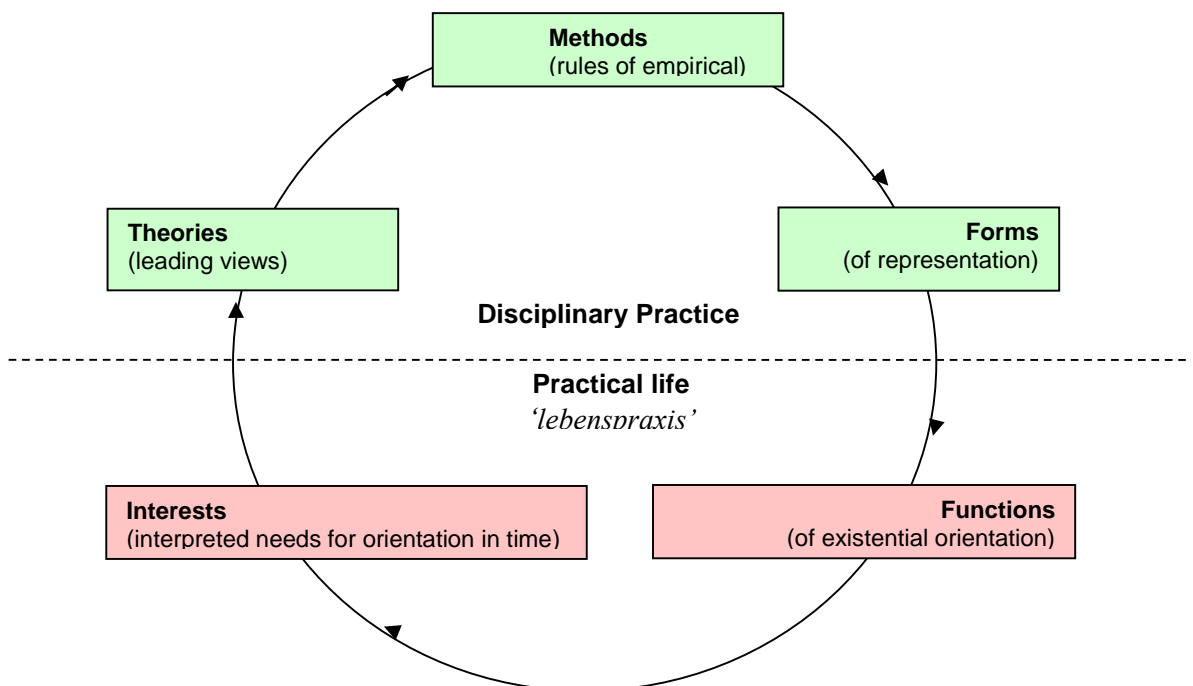 Methods
(rules of empirical)
Theories
(leading views)
Forms
(of representation)
Disciplinary Practice
Practical life
‘lebenspraxis’
Interests
(interpreted needs for orientation in time)
Functions
(of existential orientation)